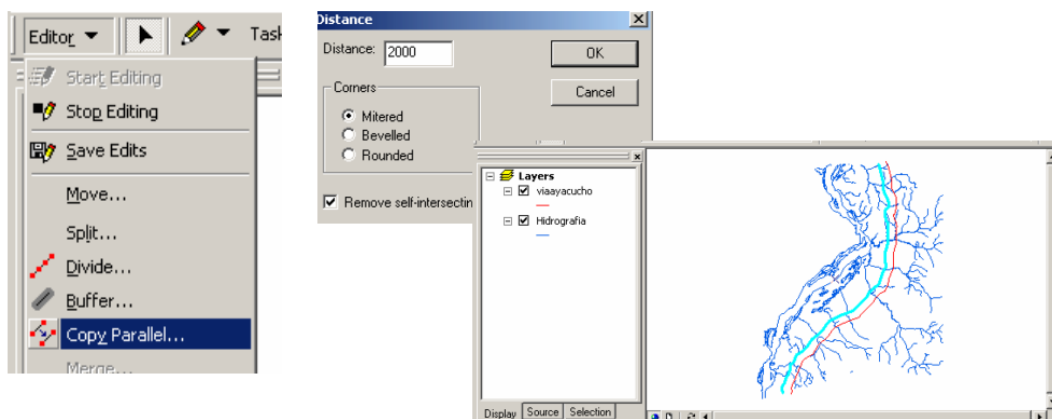 Editor
Task
Start Editing
Stop Editing
Save Edits
Move...
Split...
Divide...
Buffer...
Copy Parallel...
Merge...
Distance
Distance: 2000
OK
Cancel
Corners
Mitered
Bevelled
Rounded
Remove self-intersectin
Layers
viaayacucho
Hidrografia
Display Source Selection